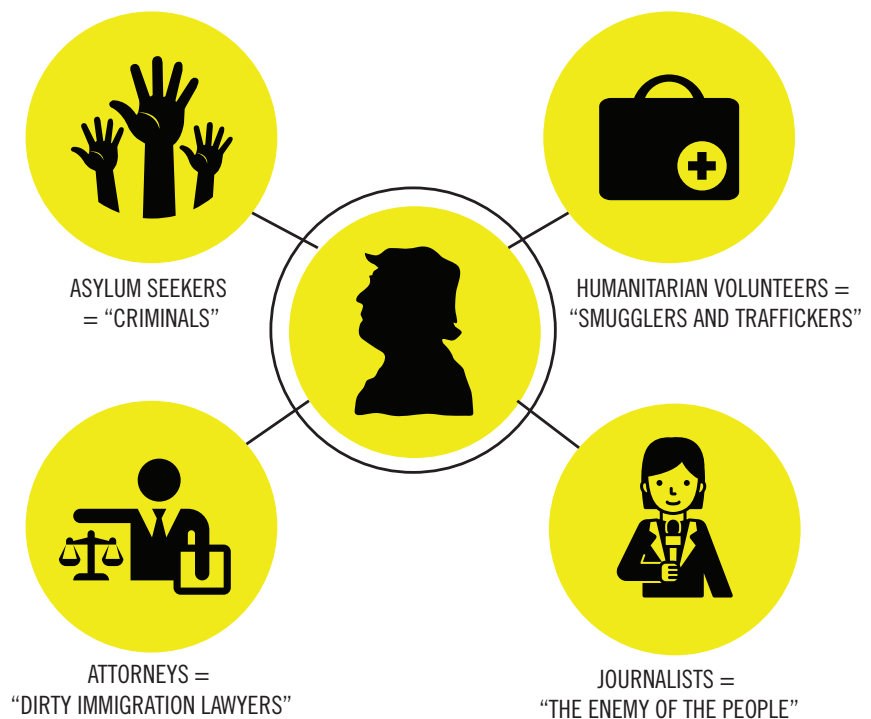 ASYLUM SEEKERS
= “CRIMINALS”
HUMANITARIAN VOLUNTEERS =
“SMUGGLERS AND TRAFFICKERS”
ATTORNEYS =
“DIRTY IMMIGRATION LAWYERS”
JOURNALISTS =
“THE ENEMY OF THE PEOPLE”